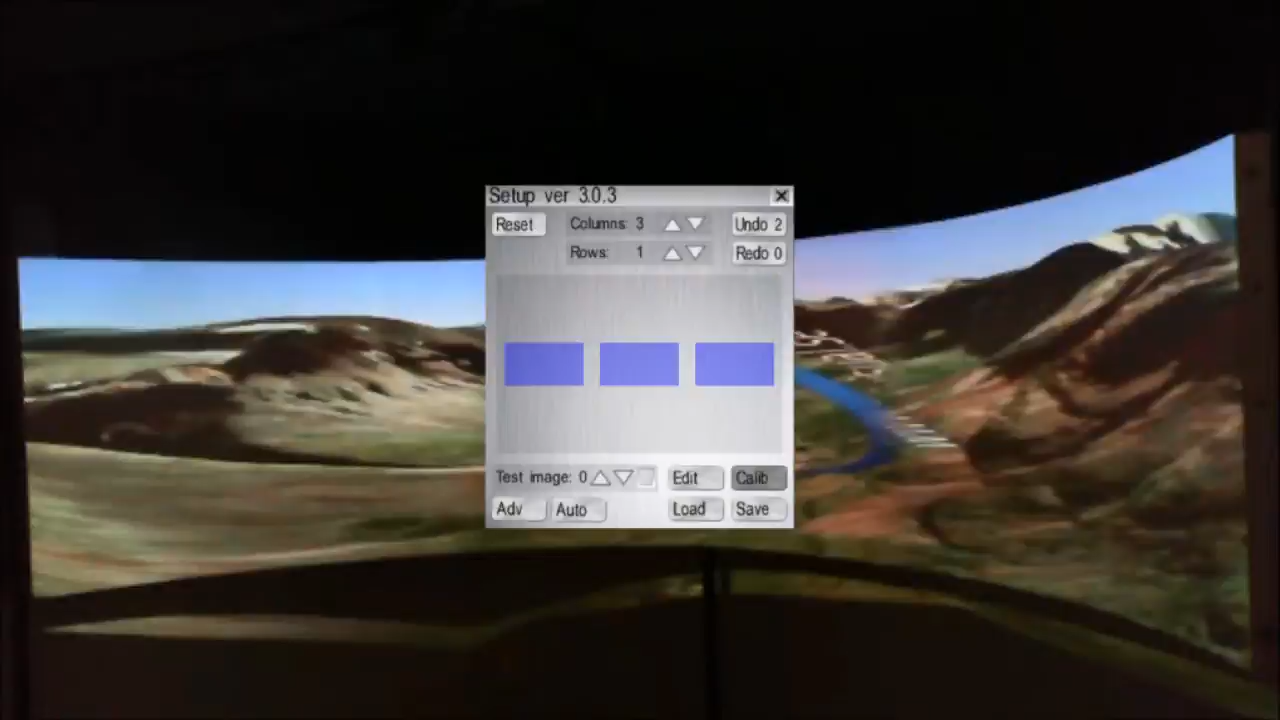 Setup ver 3.0.3
Reset Columns: 3 Undo 2
Rows: 1 Redo 0
Test image: 0 Edit Calib
Adv Auto Load Save